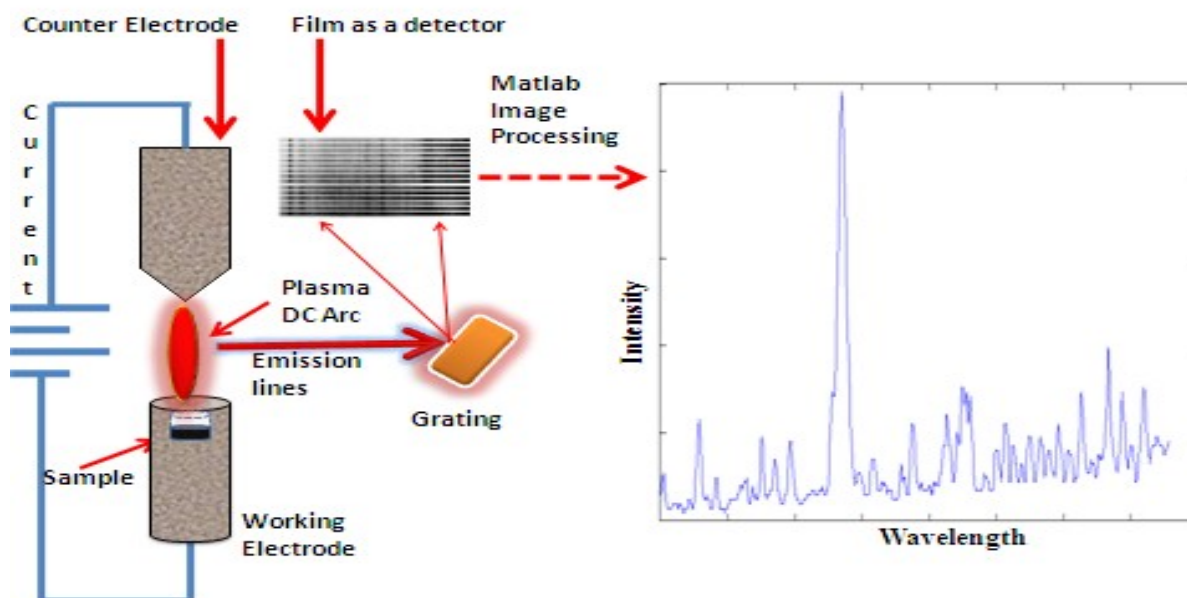 Counter Electrode
Film as a detector
Current
Matlab
Image
Processing
Plasma
DC Arc
Emission
lines
Grating
Sample
Working
Electrode
Intensity
Wavelength